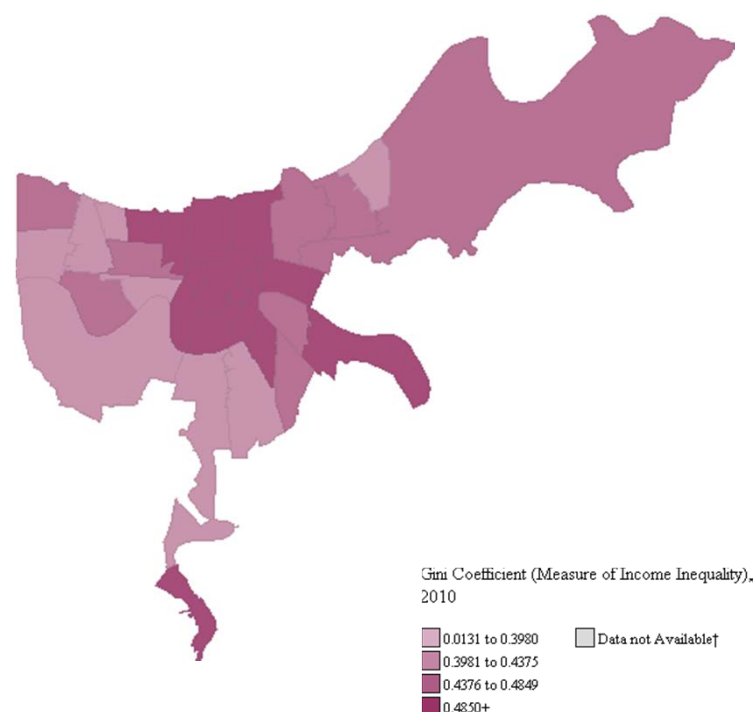 Gini Coefficient (Measure of Income Inequality),
2010
0.0131 to 0.3980
Data not Available†
0.3981 to 0.4375
0.4376 to 0.4849
0.4850+